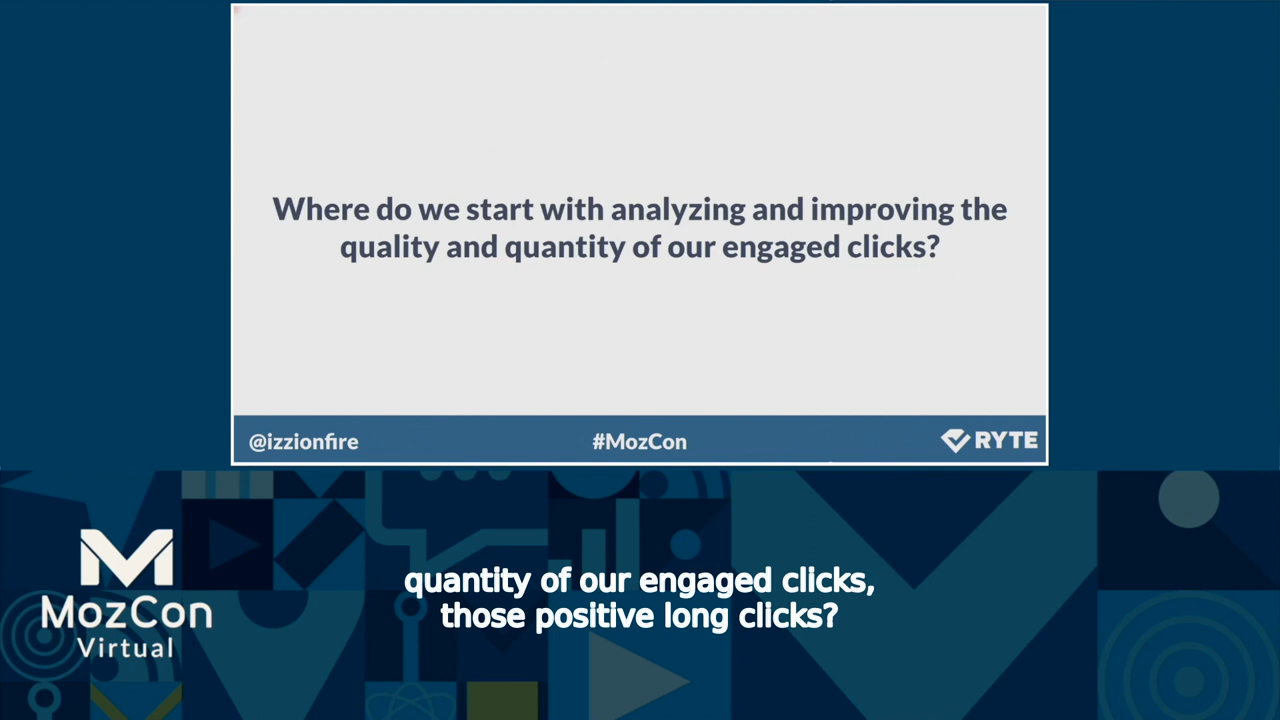 Where do we start with analyzing and improving the
quality and quantity of our engaged clicks?
@izzionfire
#MozCon
RYTE
MozCon
Virtual
quantity of our engaged clicks,
those positive long clicks?